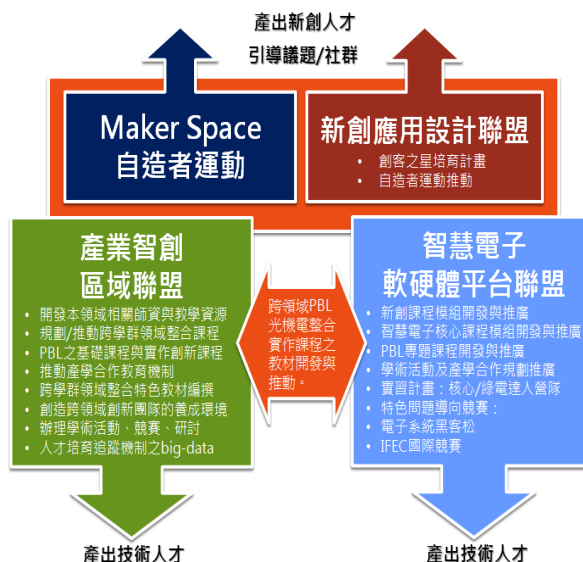 產出新創人才
引導議題/社群
Maker Space
自造者運動
新創應用設計聯盟
• 創客之星培育計畫
• 自造者運動推動
產業智創
區域聯盟
• 開發本領域相關師資與教學資源
• 規劃/推動跨學群領域整合課程
• PBL之基礎課程與實作創新課程
• 推動產學合作教育機制
• 跨學群領域整合特色教材編撰
• 創造跨領域創新團隊的養成環境
• 辦理學術活動、競賽、研討
• 人才培育追蹤機制之big-data
跨領域PBL
光機電整合
實作課程之
教材開發與
推動。
智慧電子
軟硬體平台聯盟
• 新創課程模組開發與推廣
• 智慧電子核心課程模組開發與推廣
• PBL專題課程開發與推廣
• 學術活動及產學合作規劃推廣
• 實習計畫：核心/綠電達人營隊
• 特色問題導向競賽：
• 電子系統黑客松
• IFEC國際競賽
產出技術人才
產出技術人才